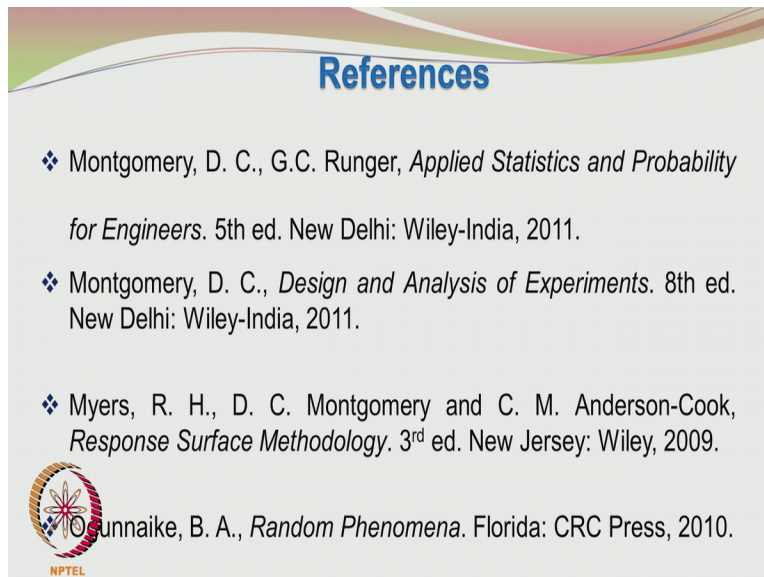 References
❖ Montgomery, D. C., G.C. Runger, Applied Statistics and Probability
for Engineers. 5th ed. New Delhi: Wiley-India, 2011.
❖ Montgomery, D. C., Design and Analysis of Experiments. 8th ed.
New Delhi: Wiley-India, 2011.
❖ Myers, R. H., D. C. Montgomery and C. M. Anderson-Cook,
Response Surface Methodology. 3rd ed. New Jersey: Wiley, 2009.
❖ Ogunnaike, B. A., Random Phenomena. Florida: CRC Press, 2010.
NPTEL